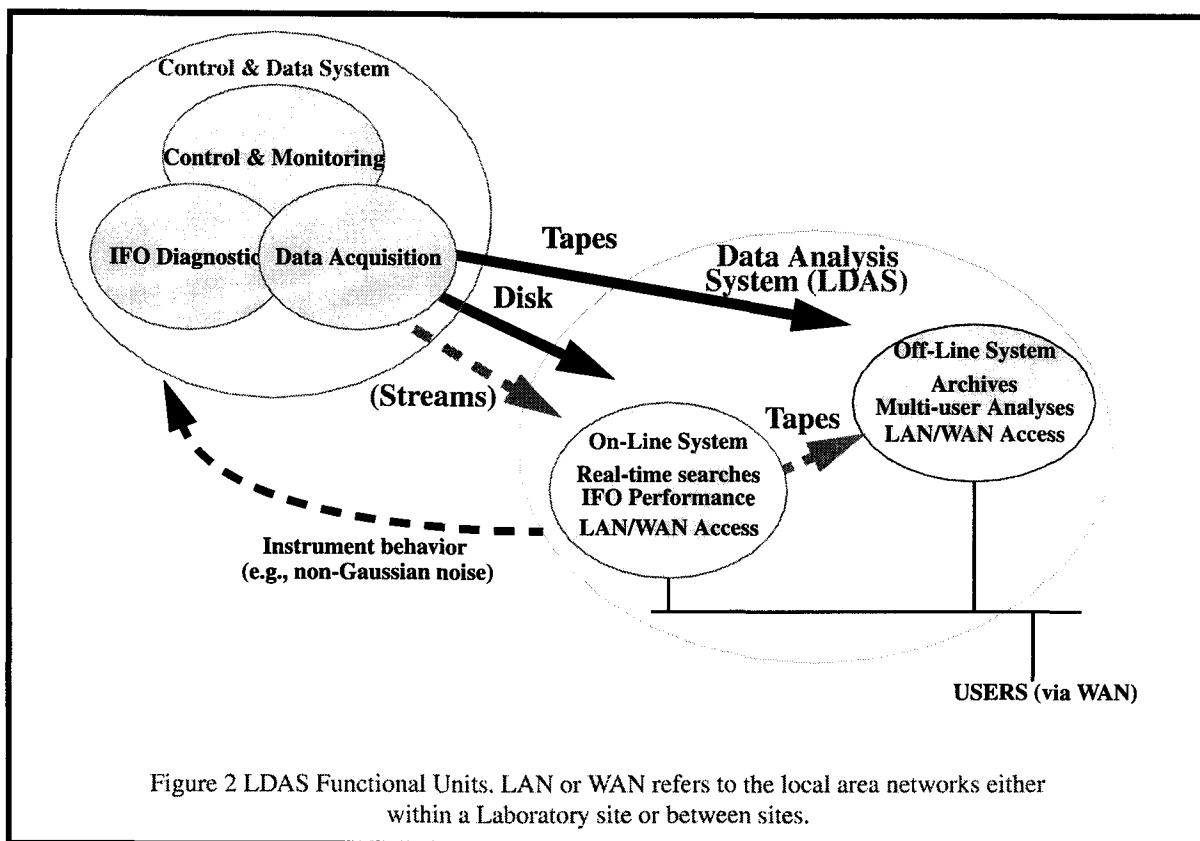 Control & Data System
Control & Monitoring
IFO Diagnostic
Data Acquisition
Tapes
Disk
(Streams)
Data Analysis
System (LDAS)
Off-Line System
Archives
Multi-user Analyses
LAN/WAN Access
Tapes
On-Line System
Real-time searches
IFO Performance
LAN/WAN Access
Instrument behavior
(e.g., non-Gaussian noise)
USERS (via WAN)
Figure 2 LDAS Functional Units. LAN or WAN refers to the local area networks either
within a Laboratory site or between sites.